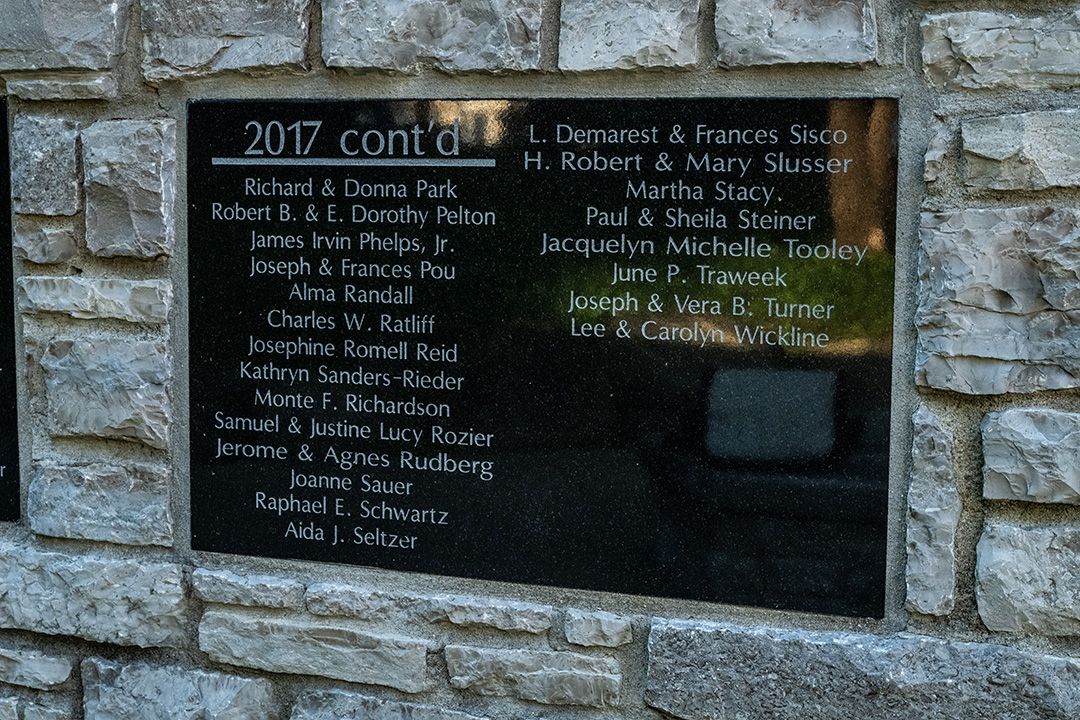 2017 cont'd
Richard & Donna Park
Robert B. & E. Dorothy Pelton
James Irvin Phelps, Jr.
Joseph & Frances Pou
Alma Randall
Charles W. Ratliff
Josephine Romell Reid
Kathryn Sanders-Rieder
Monte F. Richardson
Samuel & Justine Lucy Rozier
Jerome & Agnes Rudberg
Joanne Sauer
Raphael E. Schwartz
Aida J. Seltzer
L. Demarest & Frances Sisco
H. Robert & Mary Slusser
Martha Stacy.
Paul & Sheila Steiner
Jacquelyn Michelle Tooley
June P. Traweek
Joseph & Vera B. Turner
Lee & Carolyn Wickline